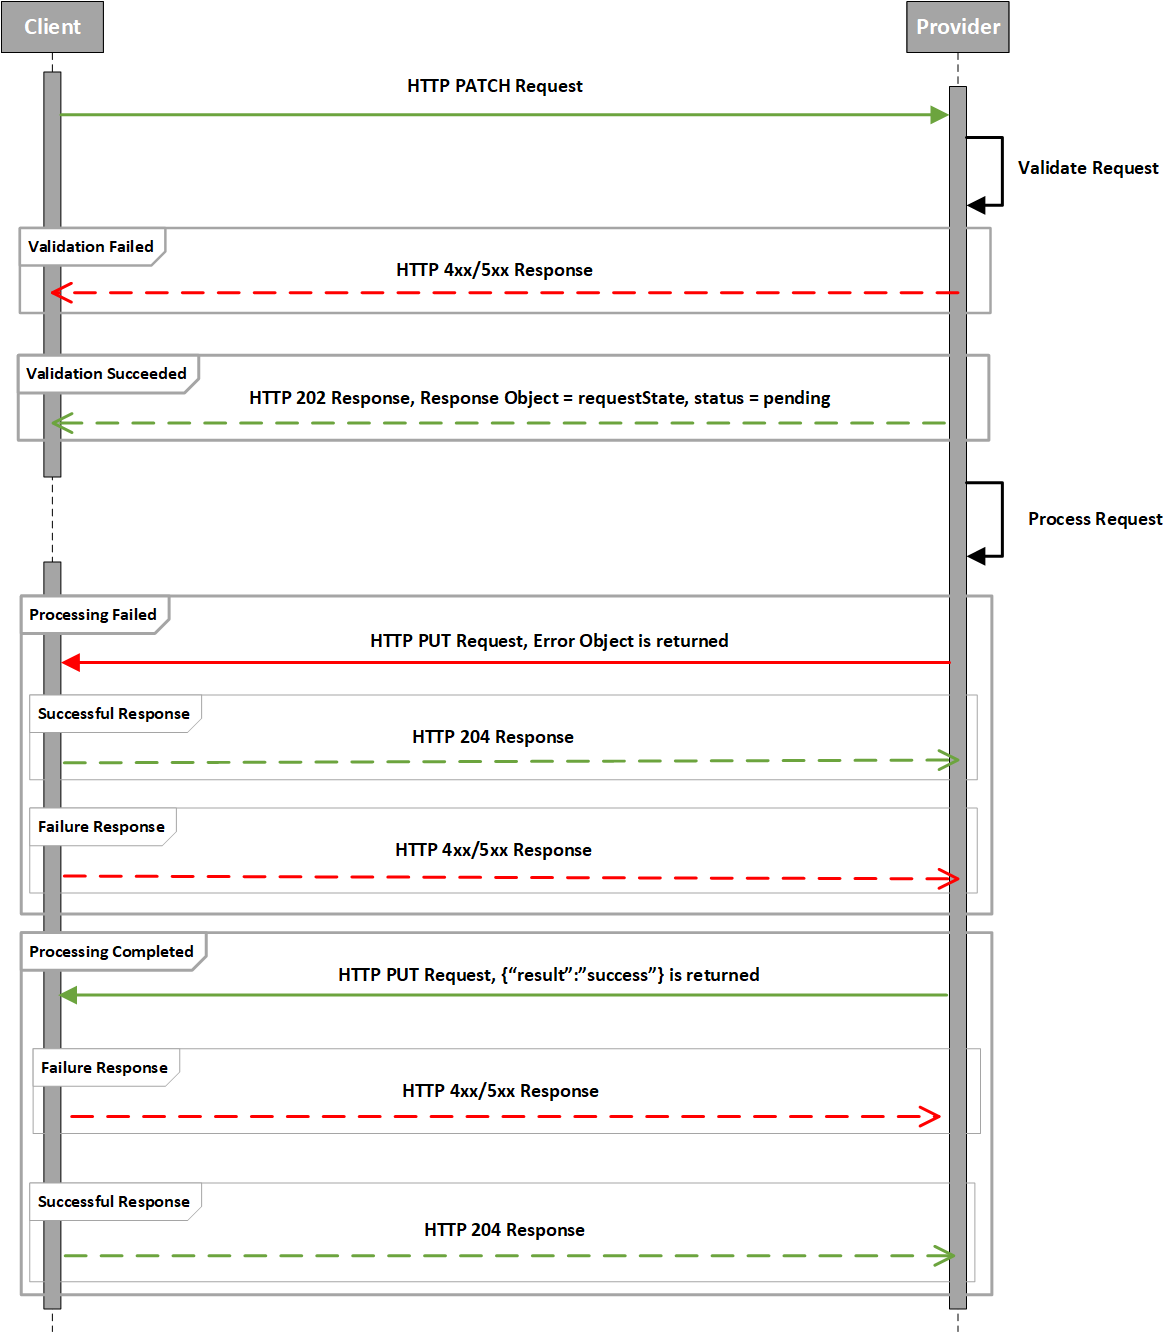 Client
Provider
HTTP PATCH Request
Validate Request
Validation Failed
HTTP 4xx/5xx Response
Validation Succeeded
HTTP 202 Response, Response Object = requestState, status = pending
Process Request
Processing Failed
HTTP PUT Request, Error Object is returned
Successful Response
HTTP 204 Response
Failure Response
HTTP 4xx/5xx Response
Processing Completed
HTTP PUT Request, {“result”:”success”} is returned
Failure Response
HTTP 4xx/5xx Response
Successful Response
HTTP 204 Response